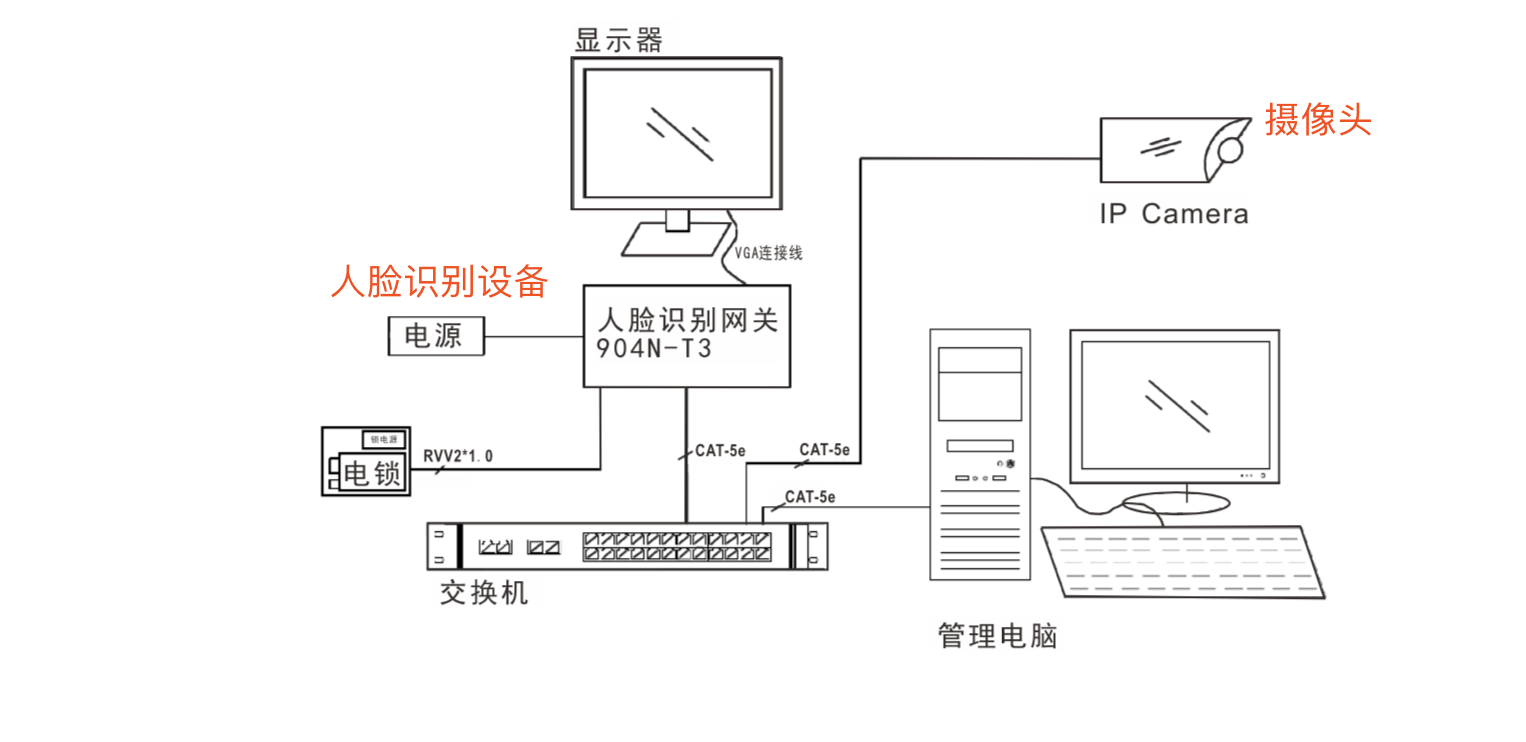 显示器
摄像头
IP Camera
VGA连接线
人脸识别设备
人脸识别网关
904N-T3
电源
锁电源
电锁
RVV2*1.0
CAT-5e
CAT-5e
CAT-5e
交换机
管理电脑